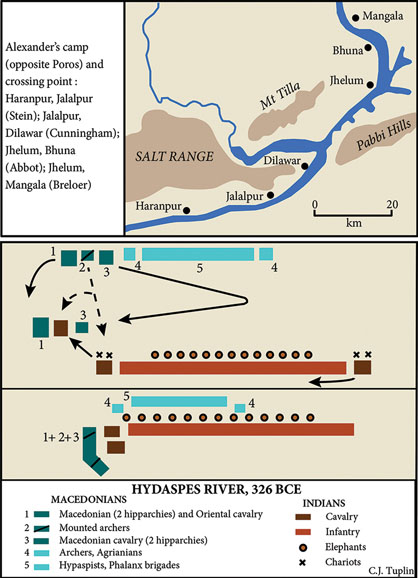 Alexander's camp
(opposite Poros) and
crossing point :
Haranpur, Jalalpur
(Stein); Jalalpur,
Dilawar (Cunningham);
Jhelum, Bhuna
(Abbot); Jhelum,
Mangala (Breloer)
Mangala
Bhuna
Jhelum
Mt Tilla
Pabbi Hills
SALT RANGE
Dilawar
Jalalpur
Haranpur
0 20
km
1 2 3 4 5 4
3
1
4 5 4
1+ 2+ 3
HYDASPES RIVER, 326 BCE
MACEDONIANS
1 Macedonian (2 hipparchies) and Oriental cavalry
2 Mounted archers
3 Macedonian cavalry (2 hipparchies)
4 Archers, Agrianians
5 Hypaspists, Phalanx brigades
INDIANS
Cavalry
Infantry
Elephants
Chariots
C.J. Tuplin